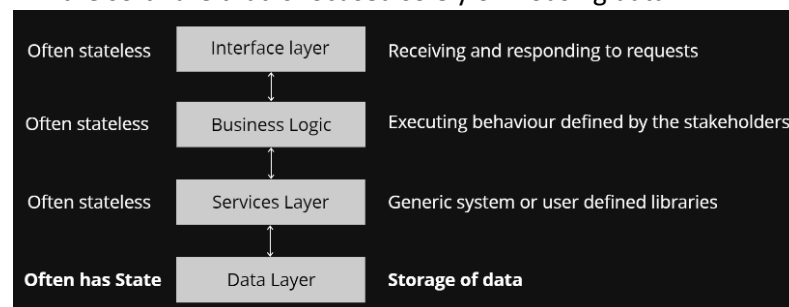 Often stateless Interface layer Receiving and responding to requests
Often stateless Business Logic Executing behaviour defined by the stakeholders
Often stateless Services Layer Generic system or user defined libraries
Often has State Data Layer Storage of data